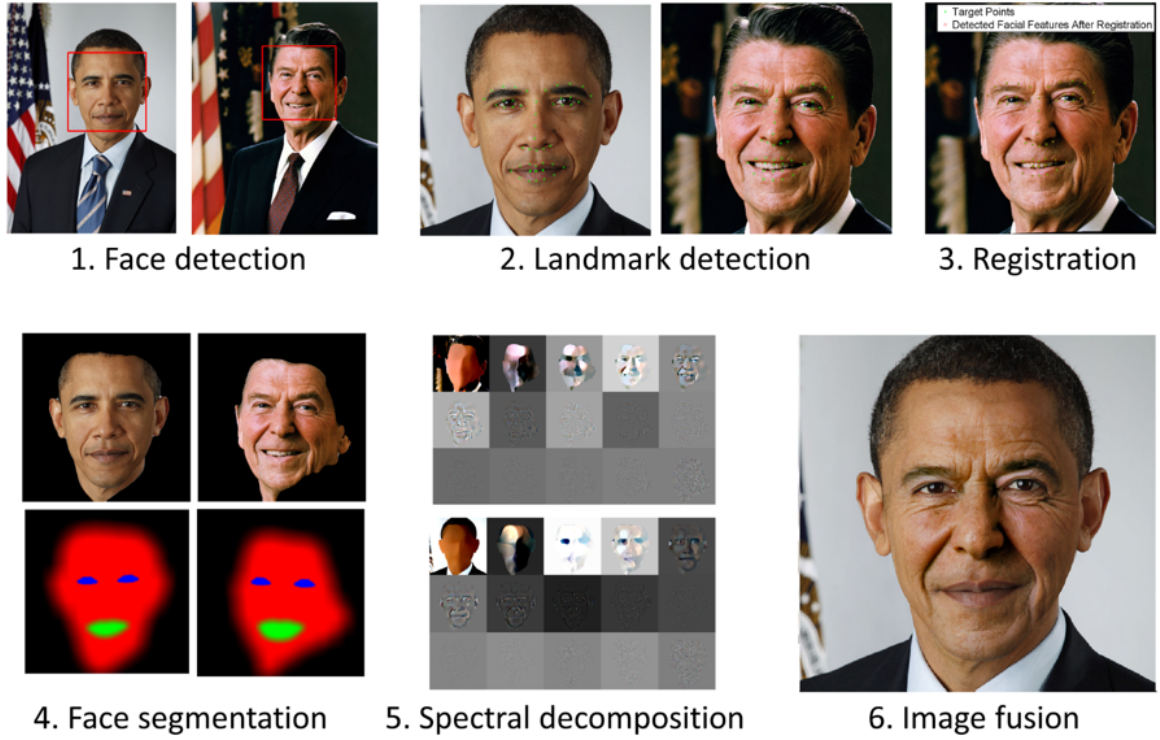 Target Points
Detected Facial Features After Registration
1. Face detection
2. Landmark detection
3. Registration
4. Face segmentation
5. Spectral decomposition
6. Image fusion